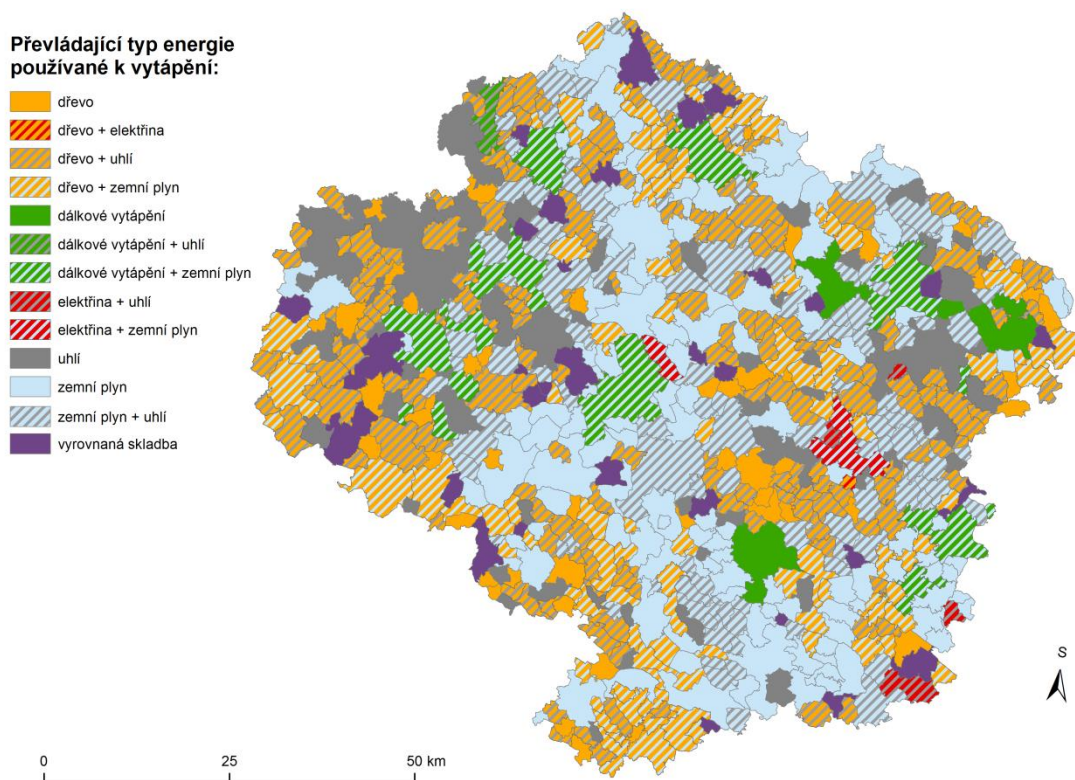 Převládající typ energie
používané k vytápění:
dřevo
dřevo + elektřina
dřevo + uhlí
dřevo + zemní plyn
dálkové vytápění
dálkové vytápění + uhlí
dálkové vytápění + zemní plyn
elektřina + uhlí
elektřina + zemní plyn
uhlí
zemní plyn
zemní plyn + uhlí
vyrovnaná skladba
S
0 25 50 km